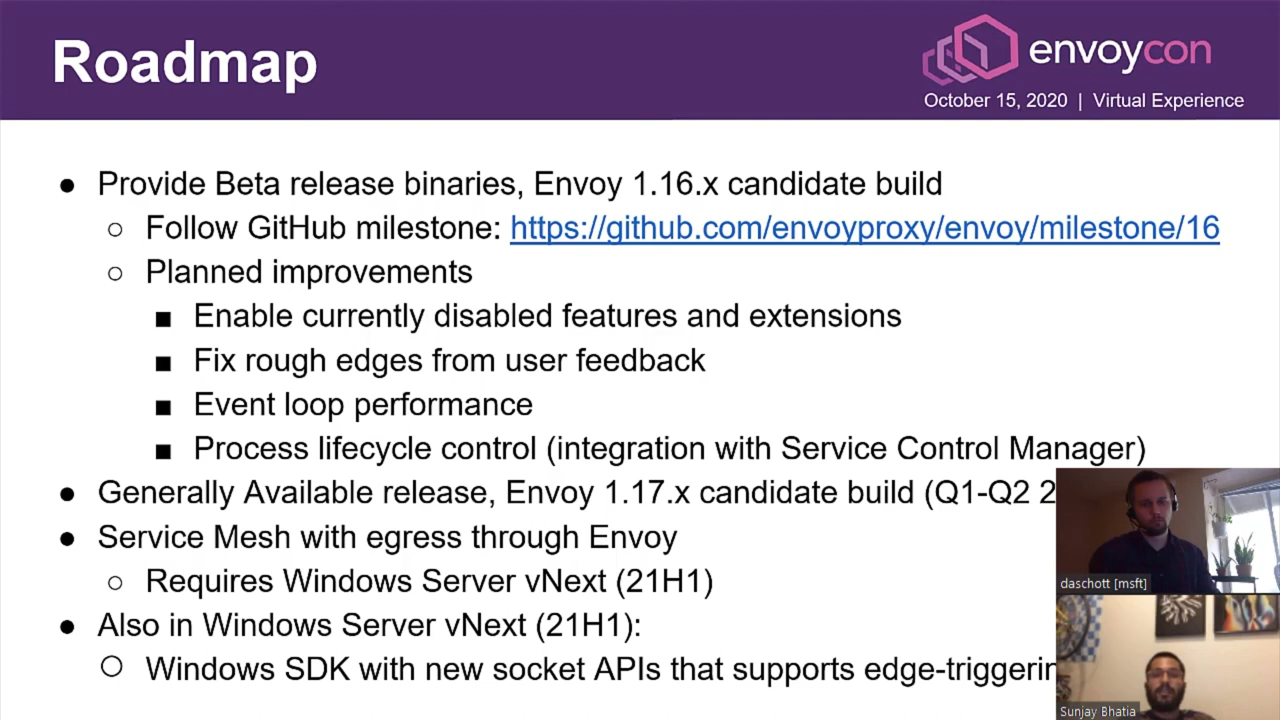 Roadmap
envoycon
October 15, 2020 | Virtual Experience
● Provide Beta release binaries, Envoy 1.16.x candidate build
○ Follow GitHub milestone: https://github.com/envoyproxy/envoy/milestone/16
○ Planned improvements
■ Enable currently disabled features and extensions
■ Fix rough edges from user feedback
■ Event loop performance
■ Process lifecycle control (integration with Service Control Manager)
● Generally Available release, Envoy 1.17.x candidate build (Q1-Q2 2
● Service Mesh with egress through Envoy
○ Requires Windows Server vNext (21H1)
● Also in Windows Server vNext (21H1):
○ Windows SDK with new socket APIs that supports
daschott [msft]
Sunjay Bhatia